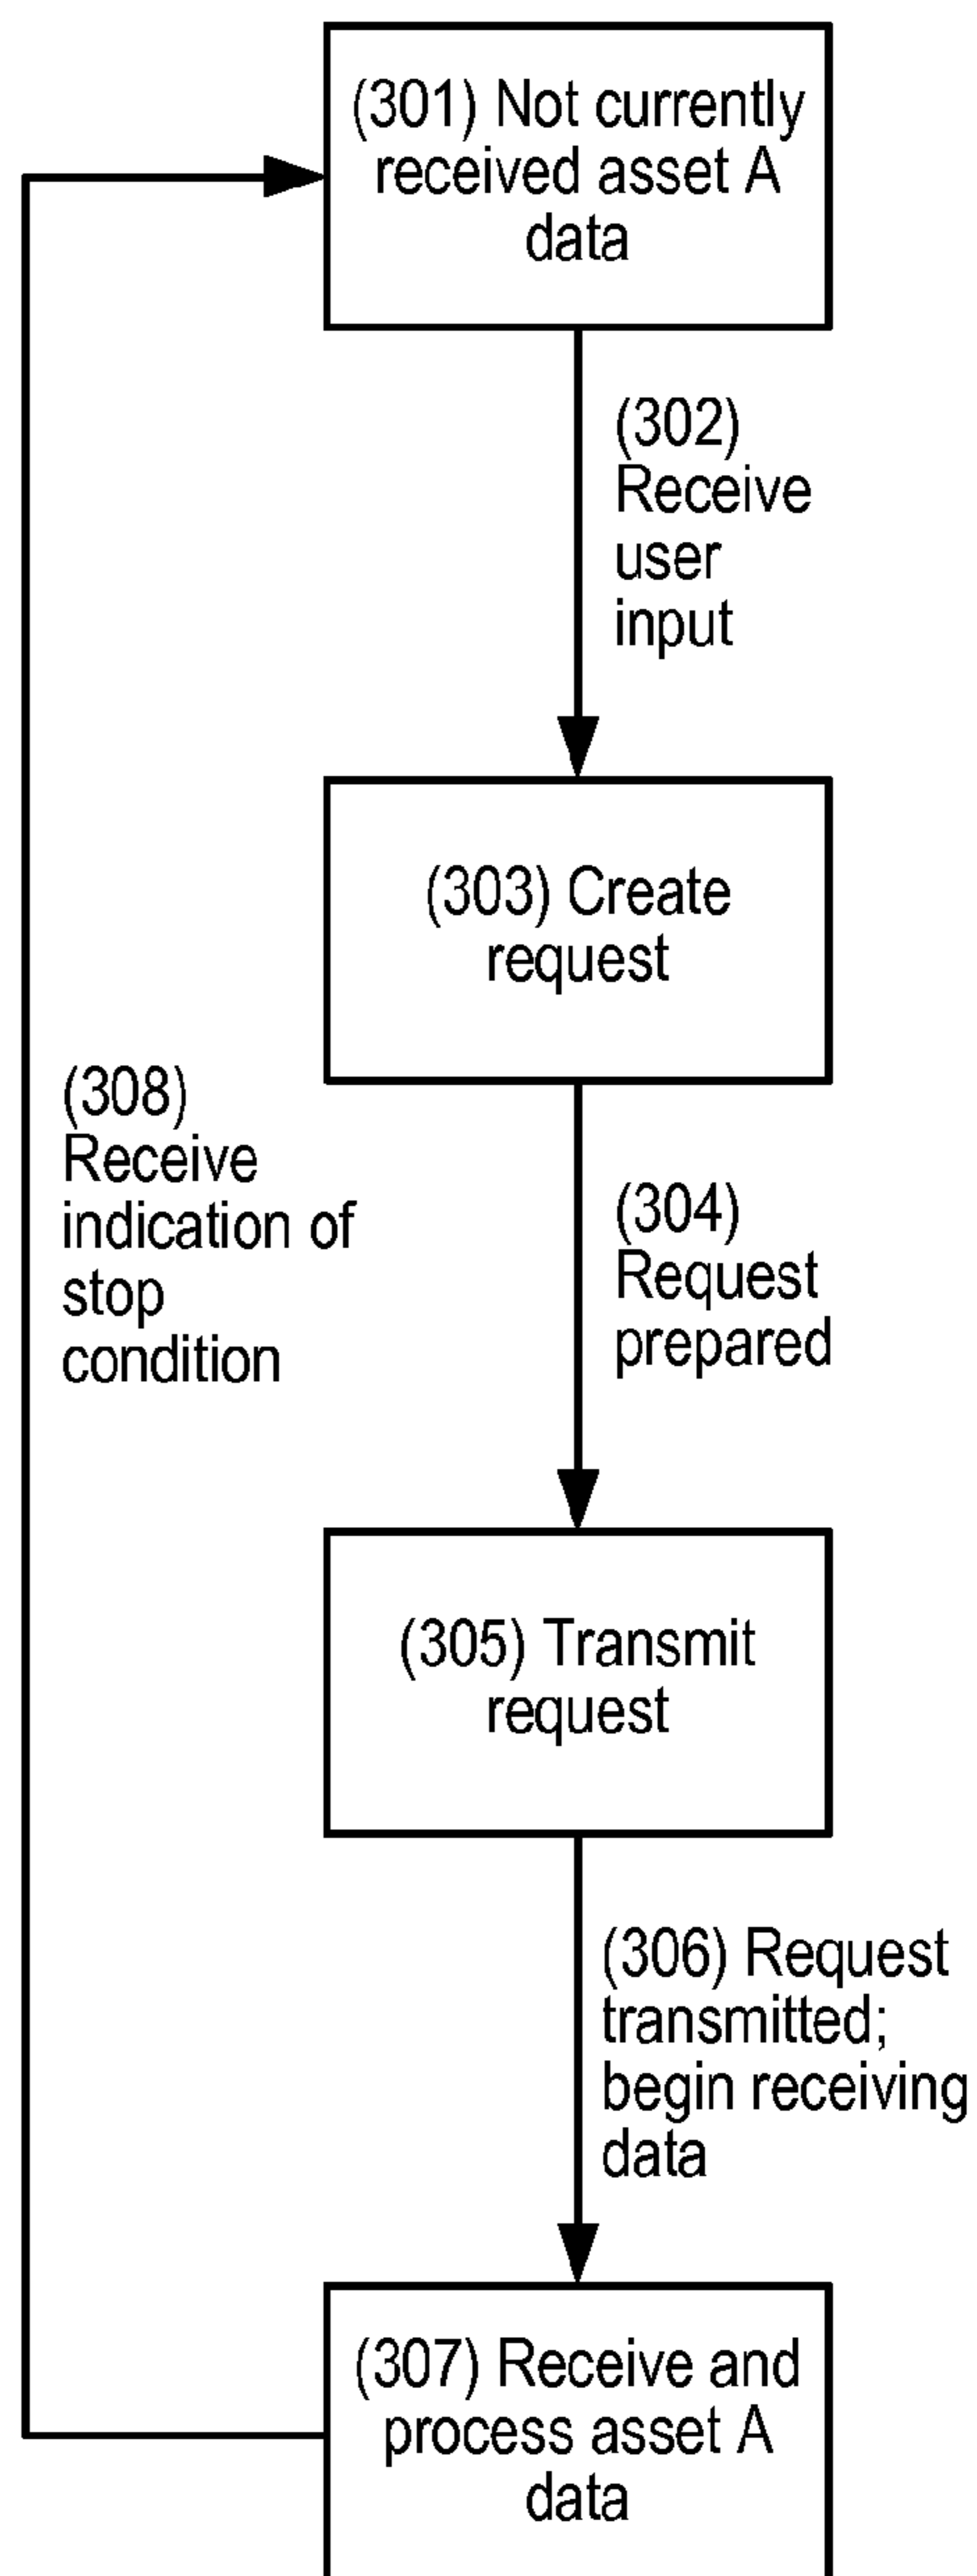 (301) Not currently
received asset A
data
(302)
Receive
user
input
(303) Create
request
(308)
Receive
indication of
stop
condition
(304)
Request
prepared
(305) Transmit
request
(306) Request
transmitted;
begin receiving
data
(307) Receive and
process asset A
data